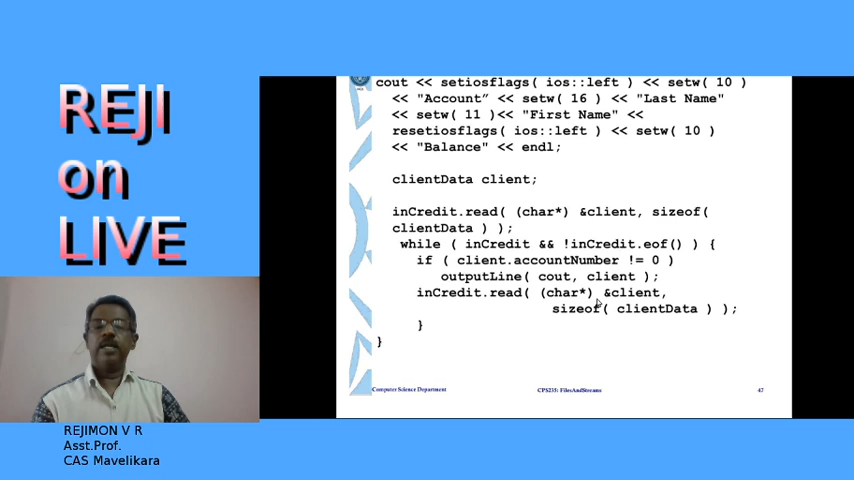 REJI
on
LIVE
REJIMON V R
Asst.Prof.
CAS Mavelikara
cout << setiosflags( ios::left ) << setw( 10 )
<< "Account” << setw( 16 ) << "Last Name"
<< setw( 11 )<< "First Name" <<
resetiosflags( ios::left ) << setw( 10 )
<< "Balance" << endl;
clientData client;
inCredit.read( (char*) &client, sizeof(
clientData ) );
while ( inCredit && !inCredit.eof() ) {
if ( client.accountNumber != 0 )
outputLine( cout, client );
inCredit.read( (char*) &client,
sizeof( clientData ) );
}
}
Computer Science Department
CPS235: FilesAndStreams
47